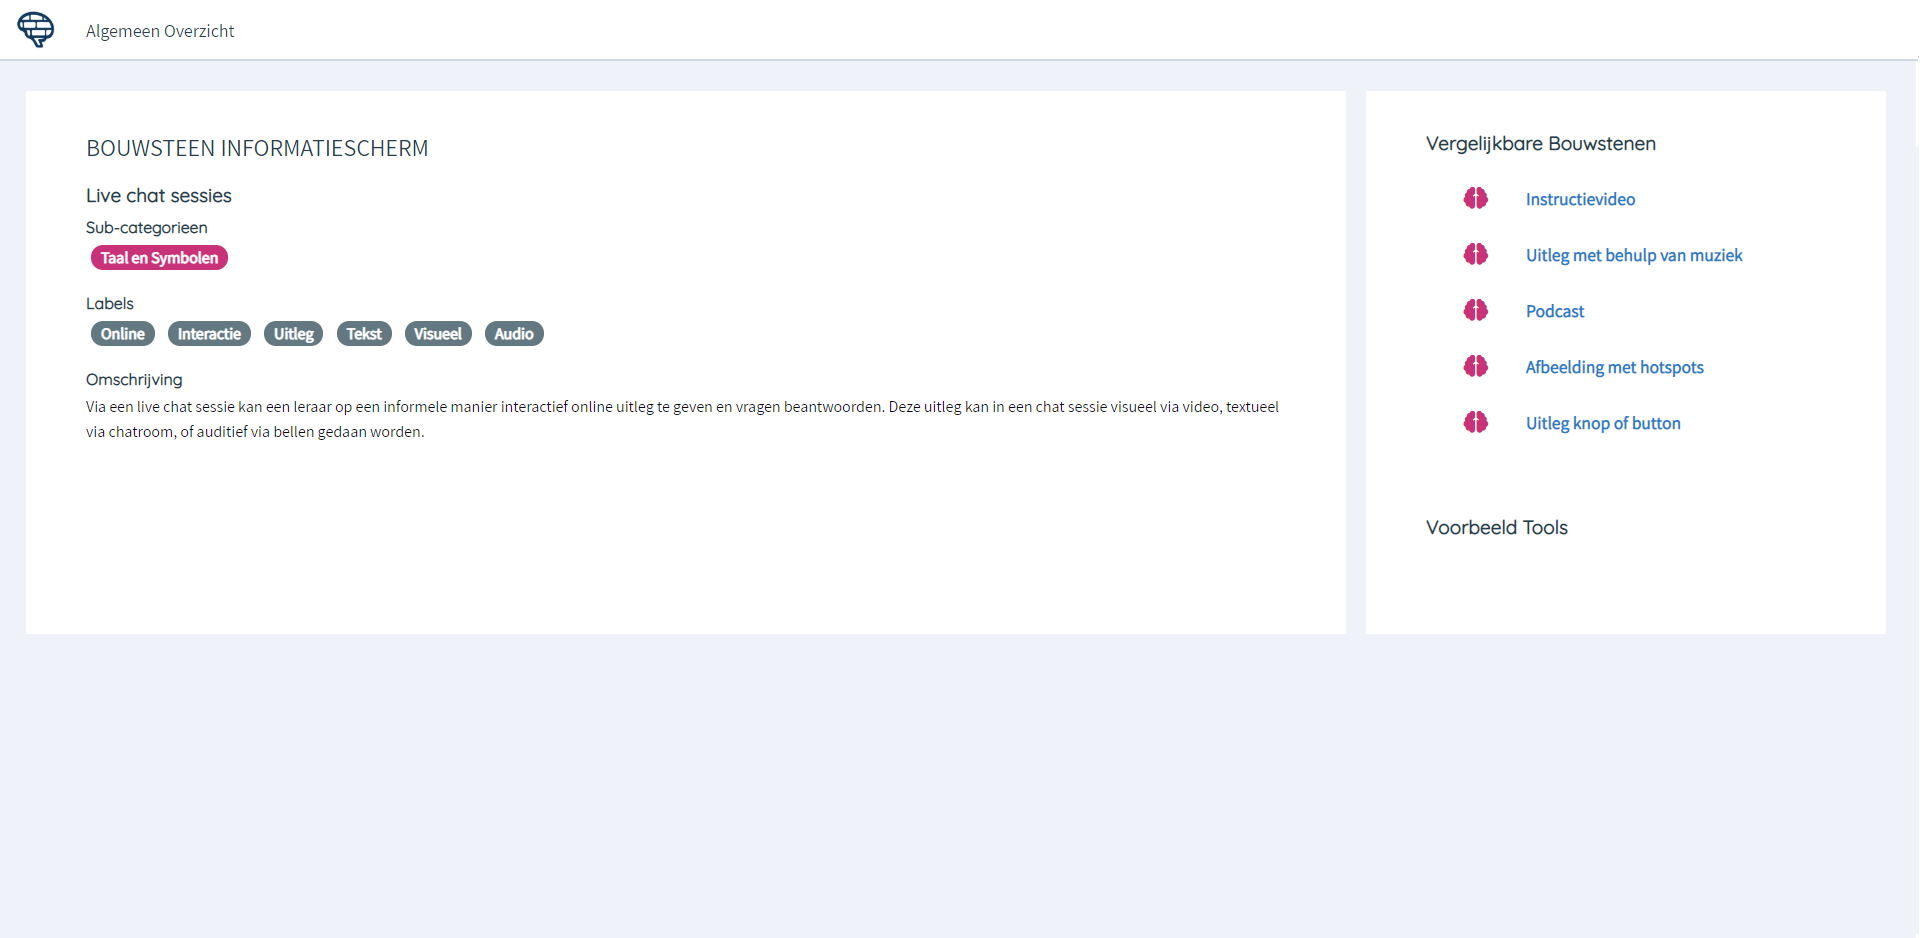 Algemeen Overzicht
BOUWSTEEN INFORMATIESCHERM
Live chat sessies
Sub-categorieen
Taal en Symbolen
Labels
Online Interactie Uitleg Tekst Visueel Audio
Omschrijving
Via een live chat sessie kan een leraar op een informele manier interactief online uitleg te geven en vragen beantwoorden. Deze uitleg kan in een chat sessie visueel via video, textueel
via chatroom, of auditief via bellen gedaan worden.
Vergelijkbare Bouwstenen
Instructievideo
Uitleg met behulp van muziek
Podcast
Afbeelding met hotspots
Uitleg knop of button
Voorbeeld Tools